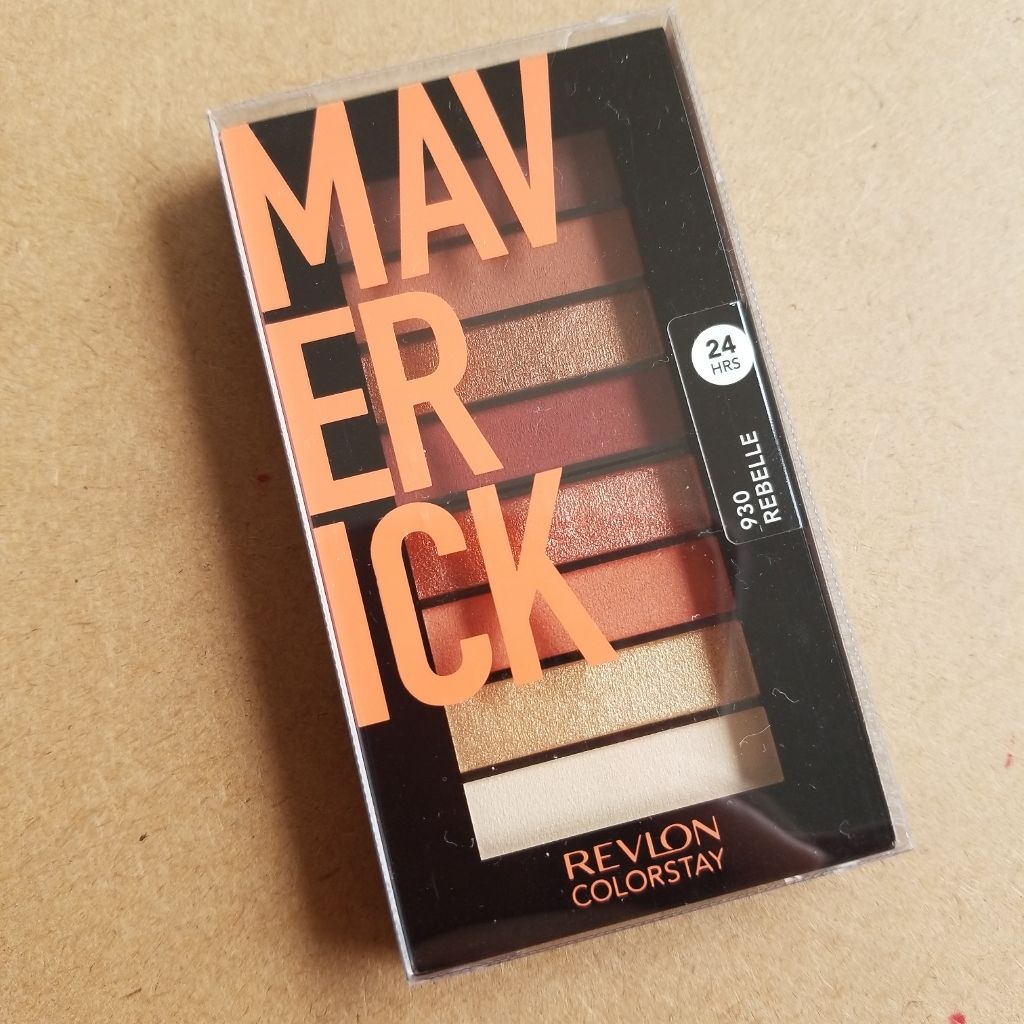 MAV
ER
ICK
24
HRS
930
REBELLE
REVLON
COLORSTAY